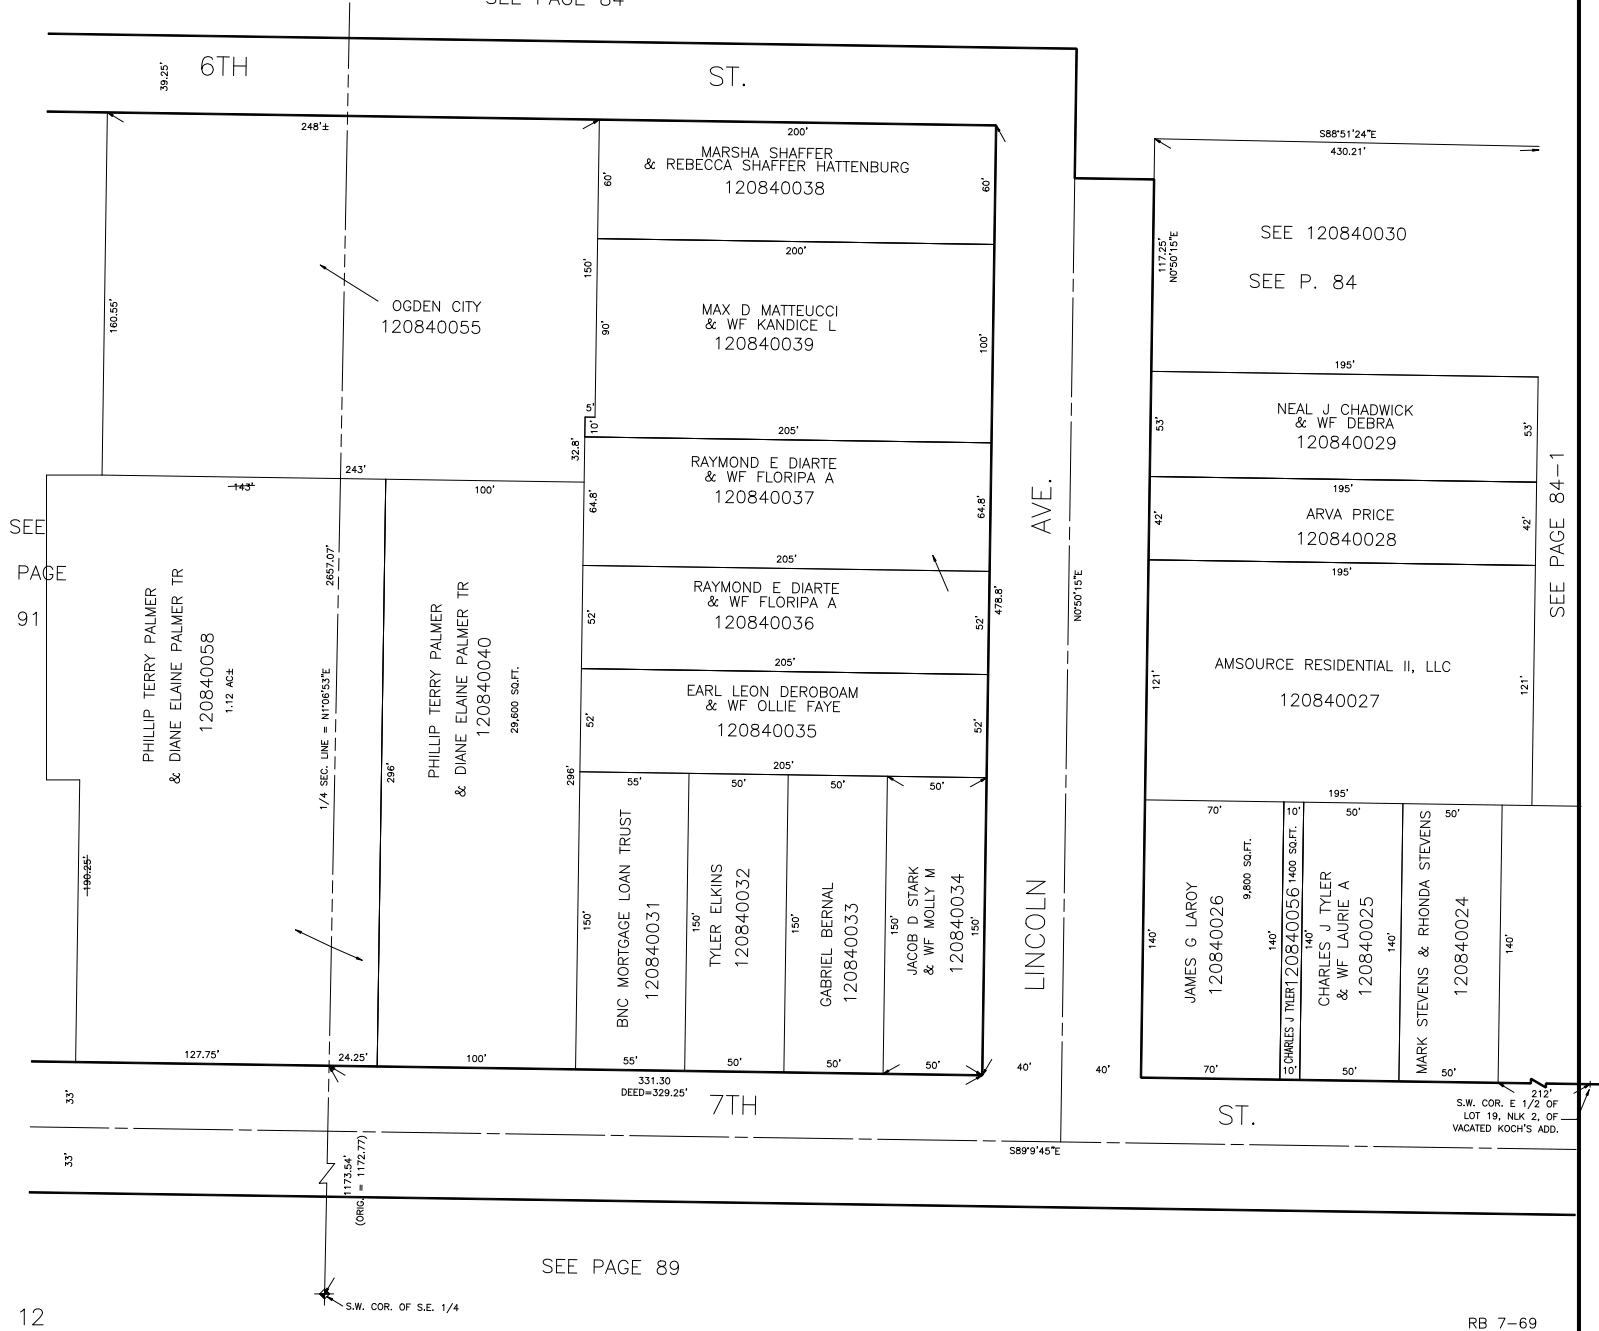 SEE PAGE 84
6TH
ST.
39.25'
248'±
200'
S88°51'24"E
430.21'
MARSHA SHAFFER
& REBECCA SHAFFER HATTENBURG
120840038
60'
60'
200'
160.55'
OGDEN CITY
120840055
150'
90'
MAX D MATTEUCCI
& WF KANDICE L
120840039
100'
5'
10'
205'
32.8'
117.25'
N0°50'15"E
SEE 120840030
SEE P. 84
195'
NEAL J CHADWICK
& WF DEBRA
120840029
53'
53'
195'
ARVA PRICE
120840028
42'
42'
195'
SEE PAGE 84-1
AMSOURCE RESIDENTIAL II, LLC
120840027
121'
121'
195'
243'
143'
100'
RAYMOND E DIARTE
& WF FLORIPA A
120840037
64.8'
64.8'
205'
RAYMOND E DIARTE
& WF FLORIPA A
120840036
52'
52'
205'
EARL LEON DEROBOAM
& WF OLLIE FAYE
120840035
52'
52'
205'
478.8'
AVE.
LINCOLN
N0°50'15"E
SEE
PAGE
91
PHILLIP TERRY PALMER
& DIANE ELAINE PALMER TR
120840058
1.12 AC±
2657.07'
1/4 SEC. LINE = N1°06'53"E
PHILLIP TERRY PALMER
& DIANE ELAINE PALMER TR
120840040
29,600 SQ.FT.
296'
296'
190.25'
55'
50'
50'
50'
BNC MORTGAGE LOAN TRUST
120840031
150'
TYLER ELKINS
120840032
150'
GABRIEL BERNAL
120840033
150'
JACOB D STARK
& WF MOLLY M
120840034
150'
150'
70'
10'
50'
50'
JAMES G LAROY
120840026
9,800 SQ.FT.
140'
140'
CHARLES J TYLER 120840056 1400 SQ.FT.
140'
CHARLES J TYLER
& WF LAURIE A
120840025
140'
MARK STEVENS & RHONDA STEVENS
120840024
140'
127.75'
24.25'
100'
55'
50'
50'
50'
40'
40'
70'
10'
50'
50'
331.30
DEED=329.25'
7TH
ST.
212'
S.W. COR. E 1/2 OF
LOT 19, NLK 2, OF
VACATED KOCH'S ADD.
33'
33'
S89°9'45"E
1173.54'
(ORIG. = 1172.77)
SEE PAGE 89
S.W. COR. OF S.E. 1/4
12
RB 7-69